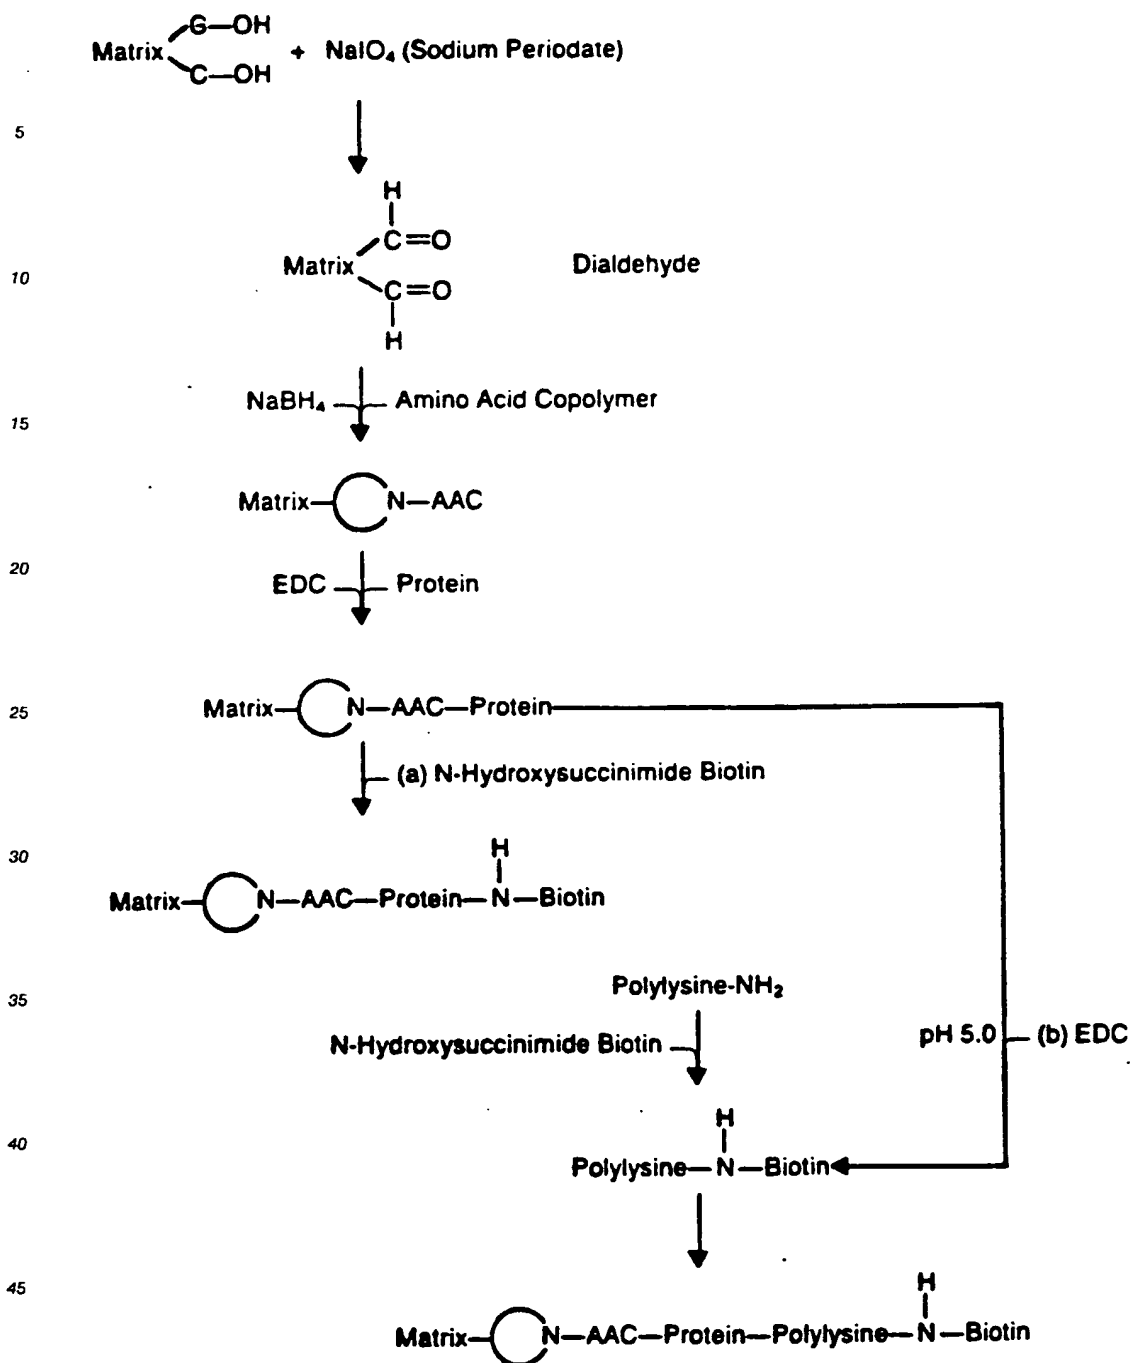 G—OH
Matrix + NaIO₄ (Sodium Periodate)
C—OH
5
H
C=O
Matrix Dialdehyde
10
C=O
H
NaBH₄ Amino Acid Copolymer
15
Matrix— N—AAC
20
EDC Protein
Matrix— N—AAC—Protein
25
(a) N-Hydroxysuccinimide Biotin
30
H
Matrix— N—AAC—Protein—N—Biotin
Polylysine-NH₂
35
N-Hydroxysuccinimide Biotin pH 5.0 (b) EDC
H
40
Polylysine—N—Biotin
45
H
Matrix— N—AAC—Protein—Polylysine—N—Biotin